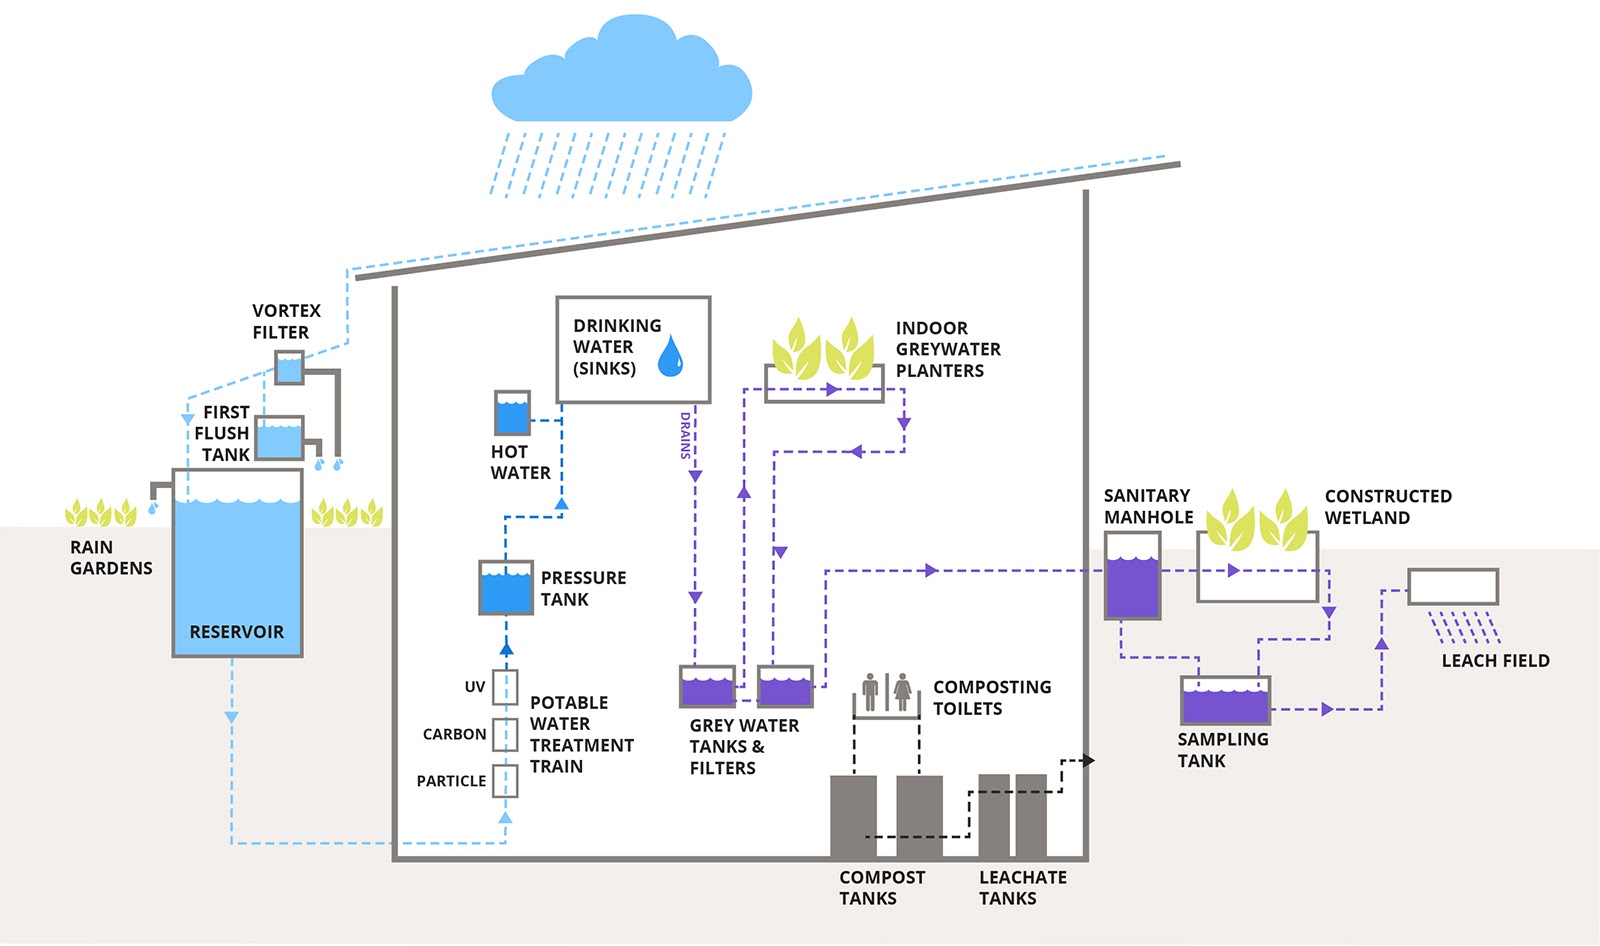 VORTEX
FILTER
FIRST
FLUSH
TANK
RAIN
GARDENS
RESERVOIR
DRINKING
WATER
(SINKS)
HOT
WATER
DRAINS
INDOOR
GREYWATER
PLANTERS
PRESSURE
TANK
UV
CARBON
PARTICLE
POTABLE
WATER
TREATMENT
TRAIN
GREY WATER
TANKS &
FILTERS
COMPOSTING
TOILETS
COMPOST
TANKS
LEACHATE
TANKS
SANITARY
MANHOLE
CONSTRUCTED
WETLAND
LEACH FIELD
SAMPLING
TANK